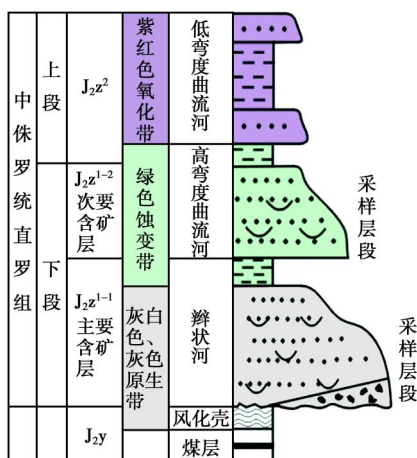 中侏罗统直罗组
上段
下段
J₂z²
J₂z¹⁻²
次要
含矿
层
J₂z¹⁻¹
主要
含矿
层
J₂y
紫红色氧化带
绿色蚀变带
灰白
色、
灰色
原生
带
低弯度曲流河
高弯度曲流河
辫状河
风化壳
煤层
采样层段
采样层段